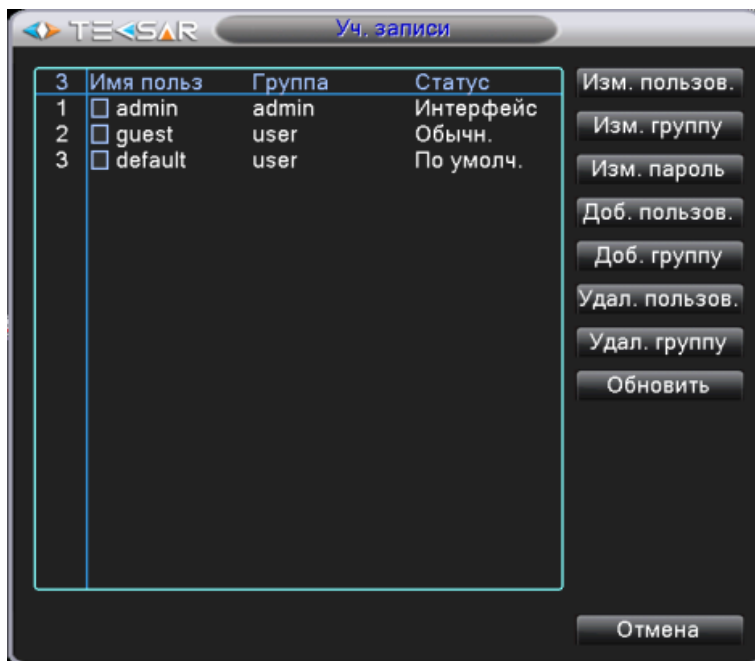 TEKSAR Уч. записи
3 Имя польз Группа Статус
1 admin admin Интерфейс
2 guest user Обычн.
3 default user По умолч.
Изм. пользов.
Изм. группу
Изм. пароль
Доб. пользов.
Доб. группу
Удал. пользов.
Удал. группу
Обновить
Отмена